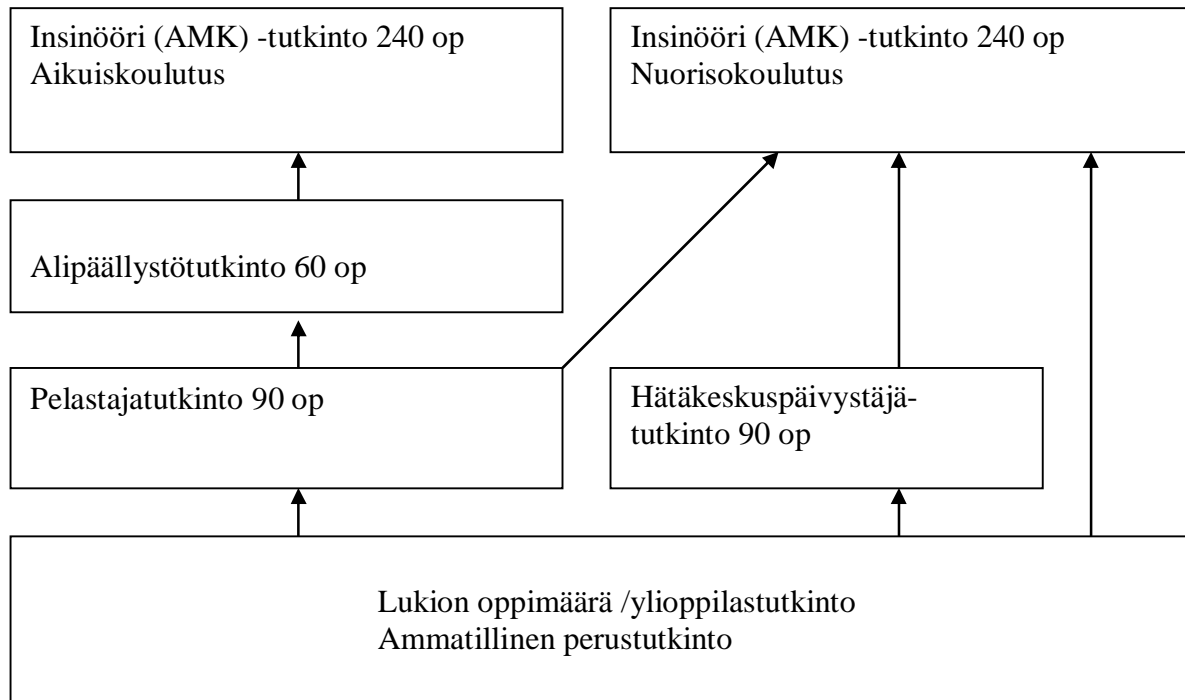 Insinööri (AMK) -tutkinto 240 op
Aikuiskoulutus
Insinööri (AMK) -tutkinto 240 op
Nuorisokoulutus
Alipäällystötutkinto 60 op
Pelastajatutkinto 90 op
Hätäkeskuspäivystäjä-
tutkinto 90 op
Lukion oppimäärä /ylioppilastutkinto
Ammatillinen perustutkinto